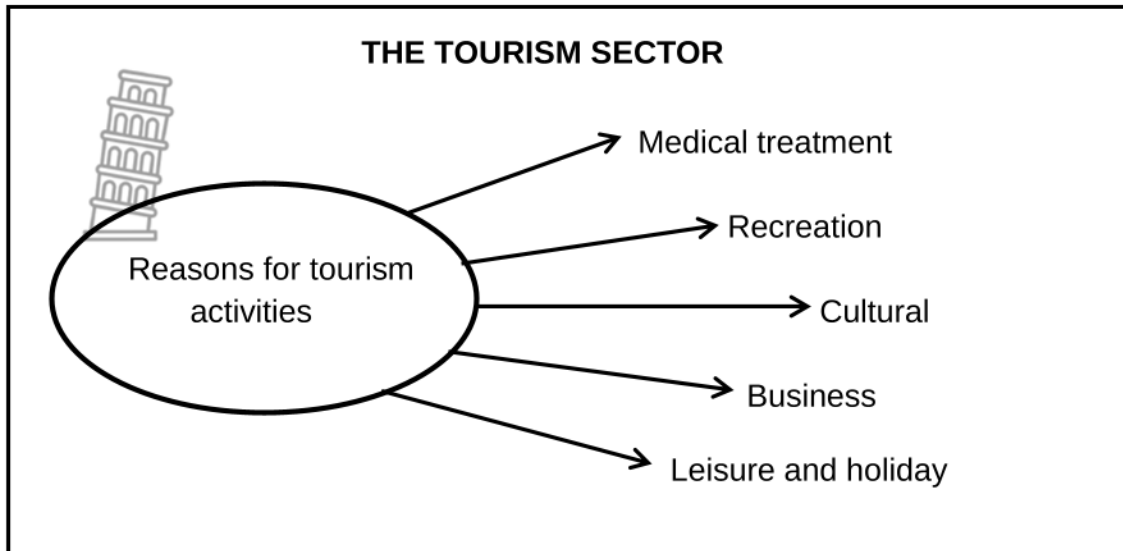 THE TOURISM SECTOR
Medical treatment
Recreation
Reasons for tourism
activities
Cultural
Business
Leisure and holiday